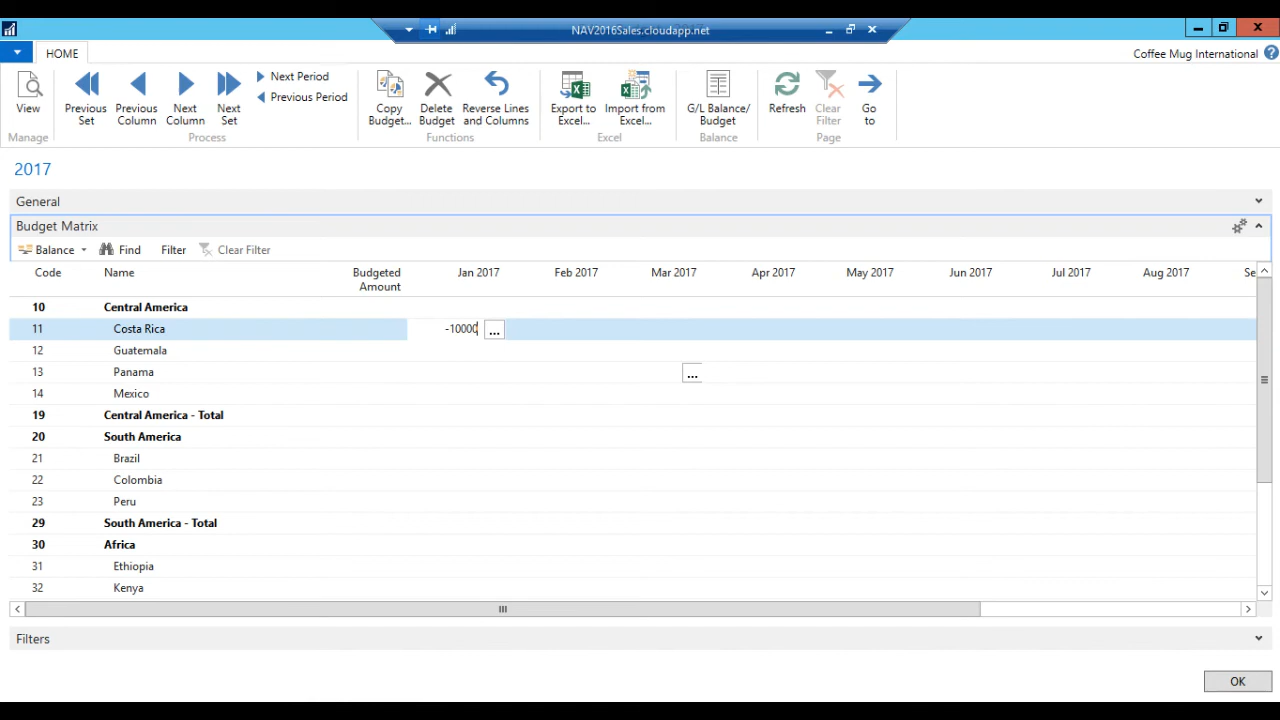 NAV2016Sales.cloudapp.net
HOME
Coffee Mug International
View
Previous Set
Previous Column
Next Column
Next Set
Next Period
Previous Period
Copy Budget...
Delete Budget
Reverse Lines and Columns
Export to Excel...
Import from Excel...
G/L Balance/ Budget
Refresh
Clear Filter
Go to
Manage
Process
Functions
Excel
Balance
Page
2017
General
Budget Matrix
Balance Find Filter Clear Filter
Code Name Budgeted Amount Jan 2017 Feb 2017 Mar 2017 Apr 2017 May 2017 Jun 2017 Jul 2017 Aug 2017 Se
10 Central America
11 Costa Rica -10000 ...
12 Guatemala
13 Panama ...
14 Mexico
19 Central America - Total
20 South America
21 Brazil
22 Colombia
23 Peru
29 South America - Total
30 Africa
31 Ethiopia
32 Kenya
Filters
OK